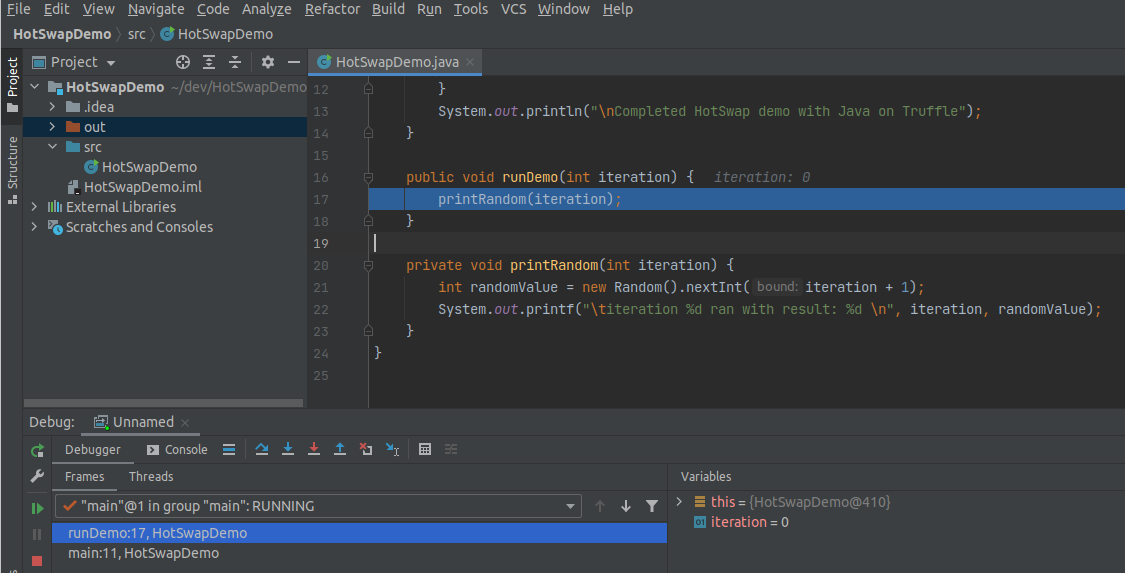 File Edit View Navigate Code Analyze Refactor Build Run Tools VCS Window Help
HotSwapDemo src HotSwapDemo
Project
Structure
Project
HotSwapDemo ~/dev/HotSwapDemo
.idea
out
src
HotSwapDemo
HotSwapDemo.iml
External Libraries
Scratches and Consoles
HotSwapDemo.java
12 }
13 System.out.println("\nCompleted HotSwap demo with Java on Truffle");
14 }
15
16 public void runDemo(int iteration) { iteration: 0
17 printRandom(iteration);
18 }
19
20 private void printRandom(int iteration) {
21 int randomValue = new Random().nextInt( bound: iteration + 1);
22 System.out.printf("\titeration %d ran with result: %d \n", iteration, randomValue);
23 }
24 }
25
Debug: Unnamed
Debugger Console
Frames Threads
"main"@1 in group "main": RUNNING
runDemo:17, HotSwapDemo
main:11, HotSwapDemo
Variables
this = {HotSwapDemo@410}
iteration = 0